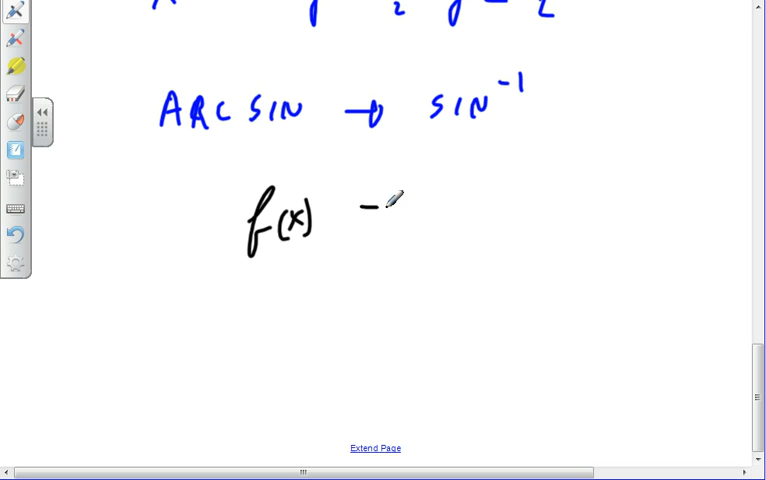 ARC SIN → SIN⁻¹
f(x) -
Extend Page